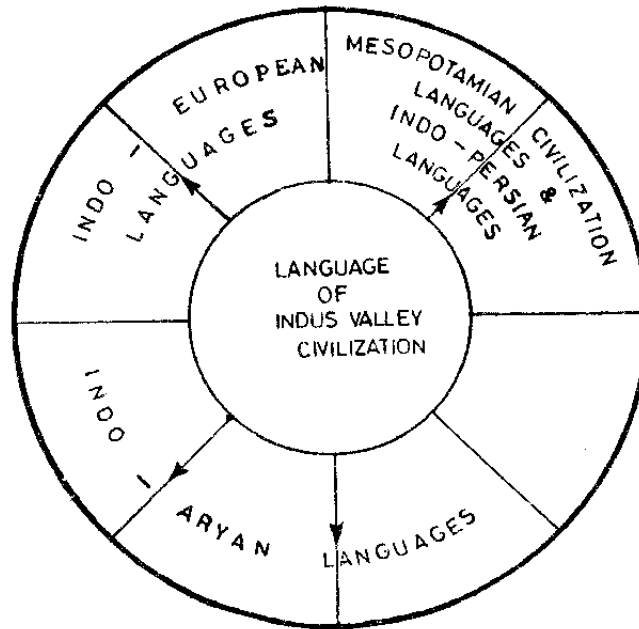 INDO - EUROPEAN
LANGUAGES
MESOPOTAMIAN CIVILIZATION
LANGUAGES &
INDO-PERSIAN
LANGUAGES
LANGUAGE
OF
INDUS VALLEY
CIVILIZATION
INDO - ARYAN LANGUAGES